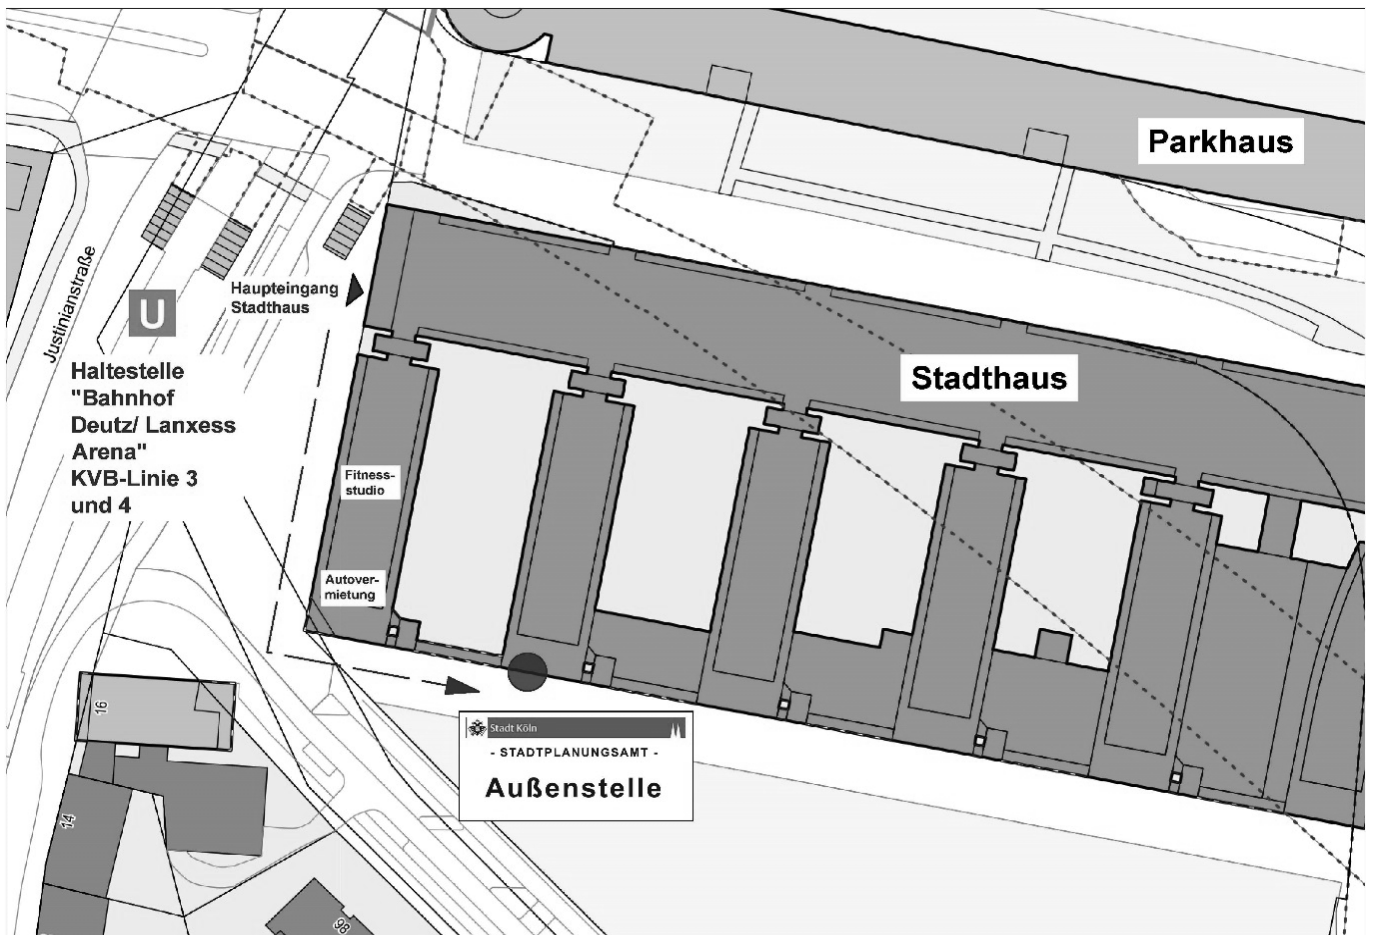 Parkhaus
Justinianstraße
U
Haupteingang
Stadthaus
Haltestelle
"Bahnhof
Deutz/ Lanxess
Arena"
KVB-Linie 3
und 4
Stadthaus
Fitness-
studio
Autover-
mietung
16
14
98
Stadt Köln
- STADTPLANUNGSAMT -
Außenstelle